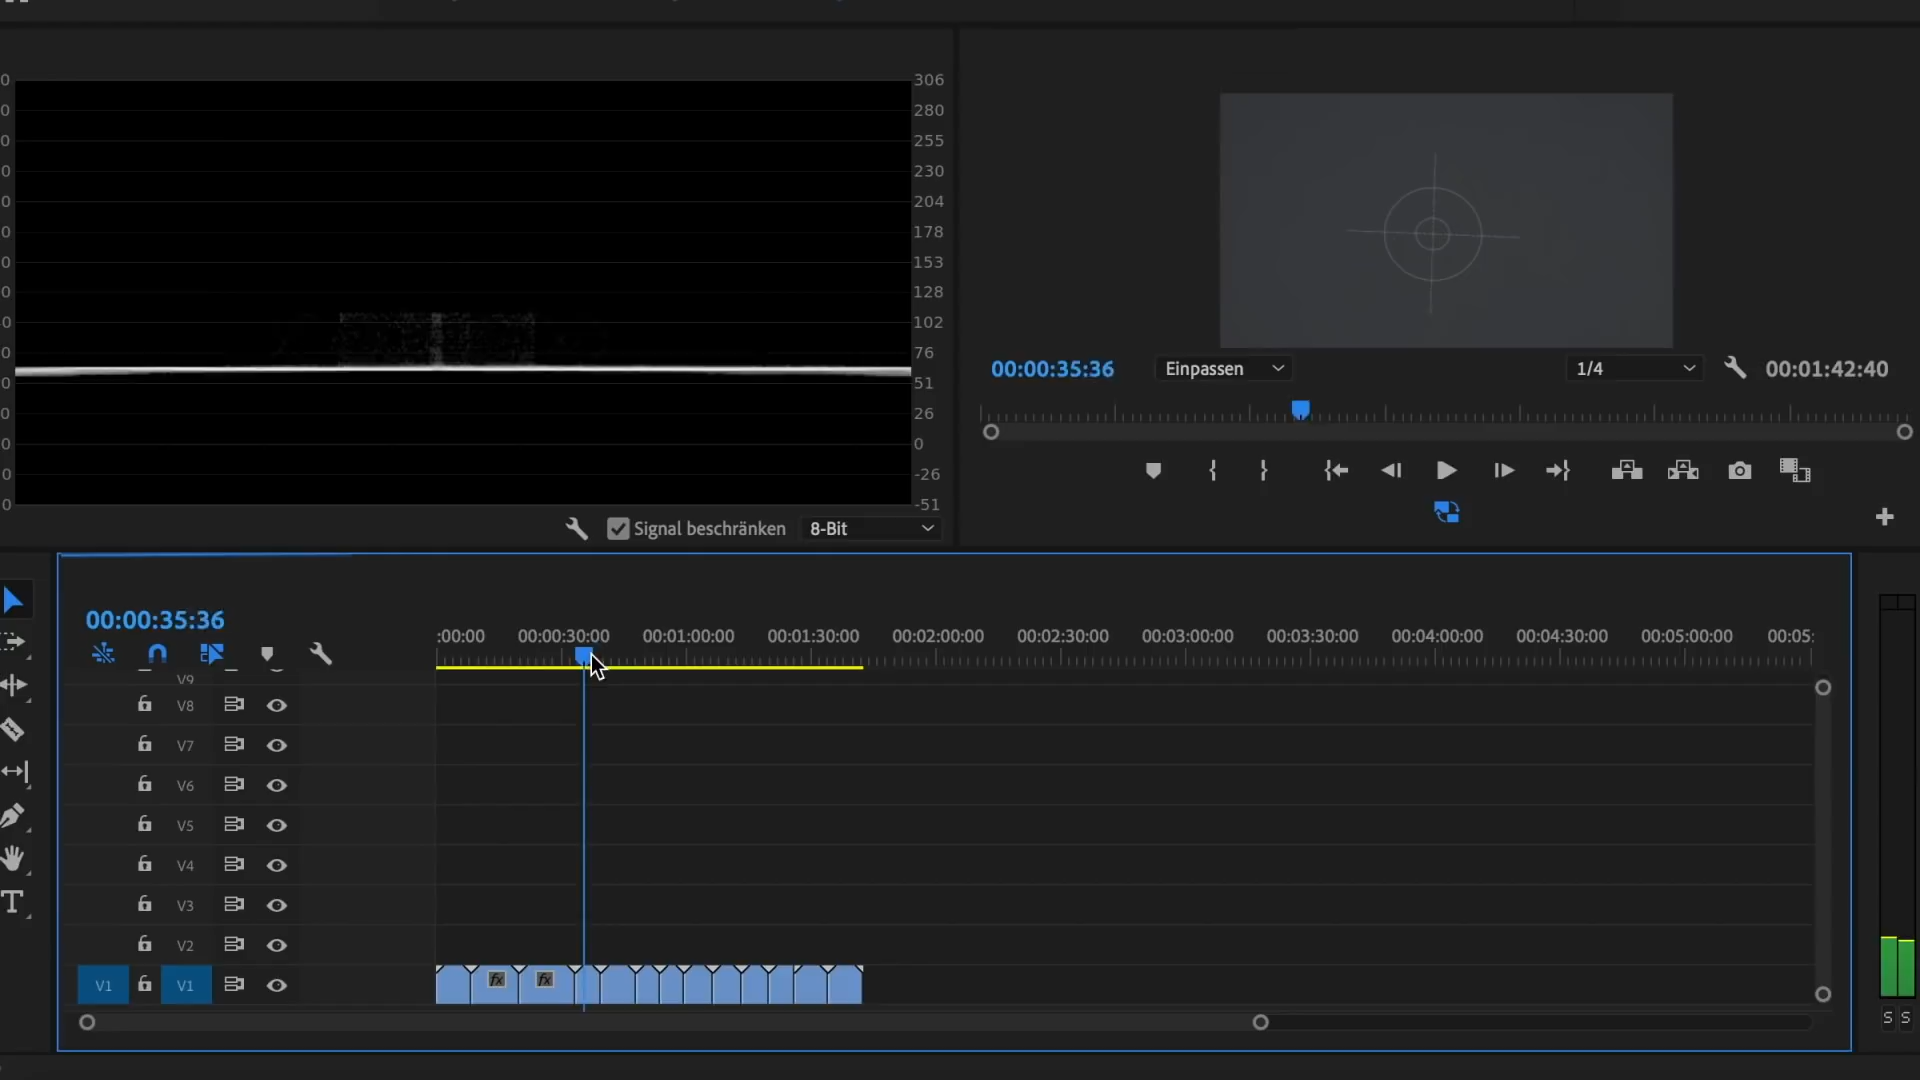 306
280
255
230
204
178
153
128
102
76
51
26
0
-26
-51
Signal beschränken 8-Bit
00:00:35:36 Einpassen 1/4 00:01:42:40
00:00:35:36
:00:00 00:00:30:00 00:01:00:00 00:01:30:00 00:02:00:00 00:02:30:00 00:03:00:00 00:03:30:00 00:04:00:00 00:04:30:00 00:05:00:00 00:05:
V9
V8
V7
V6
V5
V4
V3
V2
V1 V1
fx fx
S S